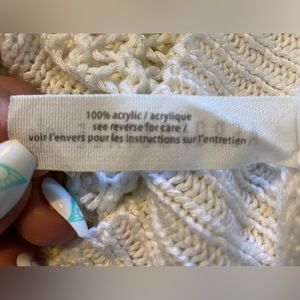 100% acrylic / acrylique
see reverse for care /
voir l'envers pour les instructions sur l'entretien /